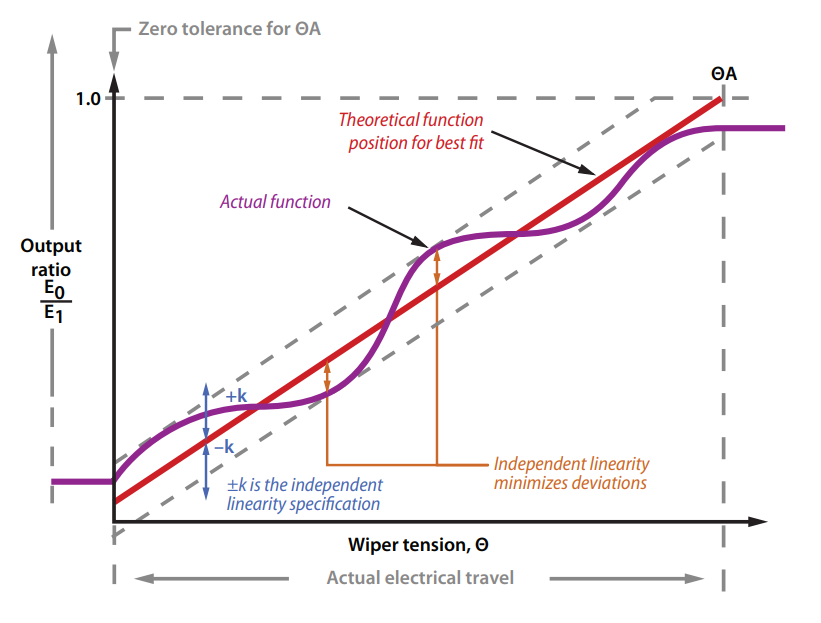 Zero tolerance for ΘA
ΘA
1.0
Theoretical function
position for best fit
Actual function
Output
ratio
E0
E1
+k
–k
Independent linearity
minimizes deviations
±k is the independent
linearity specification
Wiper tension, Θ
Actual electrical travel